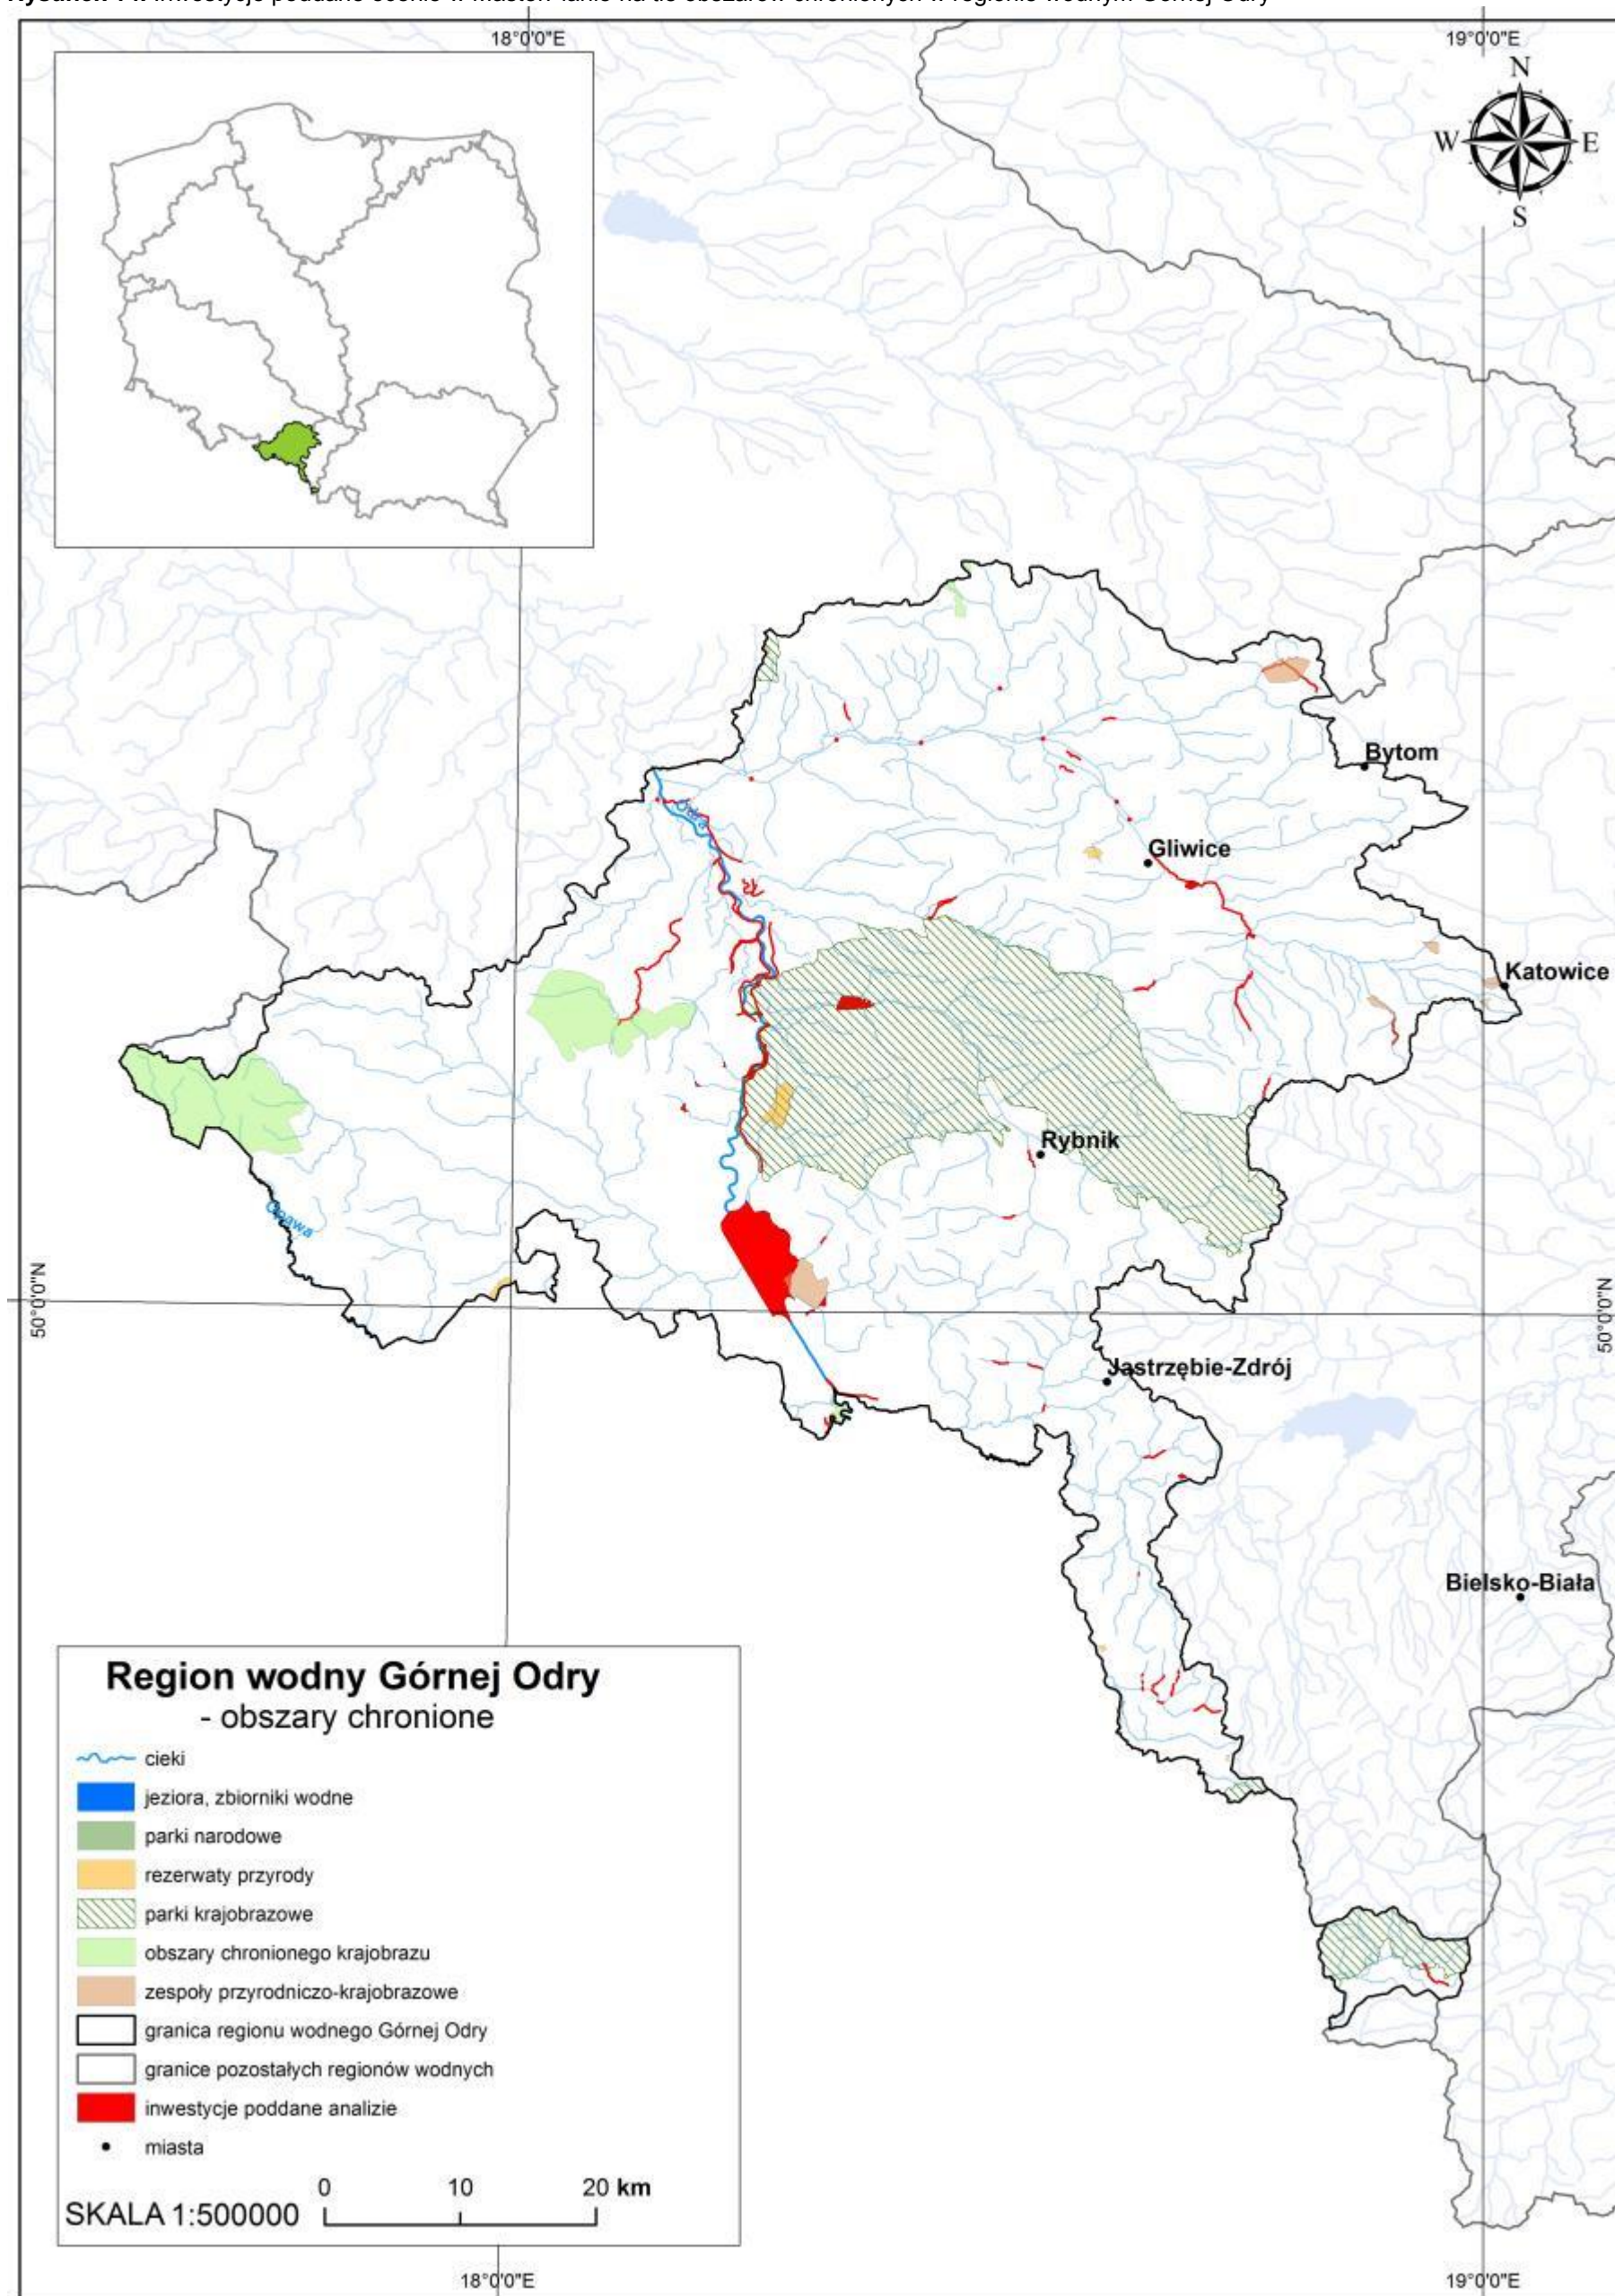 inwestycje poddane ocenie w na tle obszarów chronionych w regionie wodnym Górnej Odry
18°0'0"E
19°0'0"E
N
W
E
S
Bytom
Odra
Gliwice
Katowice
Rybnik
Opawa
50°0'0"N
50°0'0"N
Jastrzębie-Zdrój
Bielsko-Biała
Region wodny Górnej Odry
- obszary chronione
cieki
jeziora, zbiorniki wodne
parki narodowe
rezerwaty przyrody
parki krajobrazowe
obszary chronionego krajobrazu
zespoły przyrodniczo-krajobrazowe
granica regionu wodnego Górnej Odry
granice pozostałych regionów wodnych
inwestycje poddane analizie
miasta
0 10 20 km
SKALA 1:500000
18°0'0"E
19°0'0"E